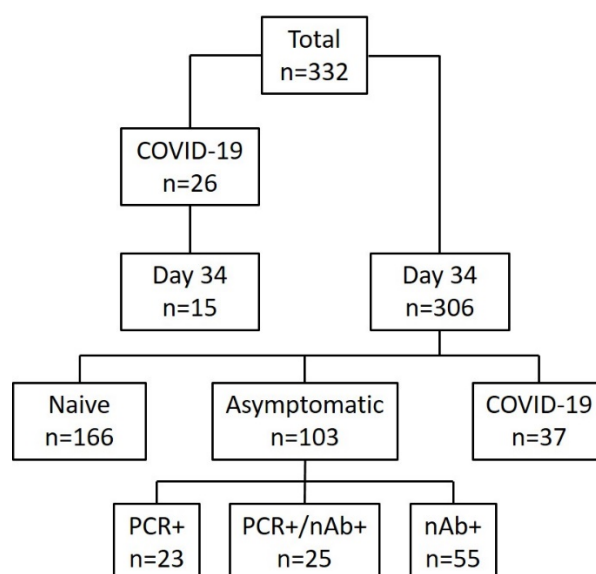 Total
n=332
COVID-19
n=26
Day 34
n=15
Day 34
n=306
Naive
n=166
Asymptomatic
n=103
COVID-19
n=37
PCR+
n=23
PCR+/nAb+
n=25
nAb+
n=55